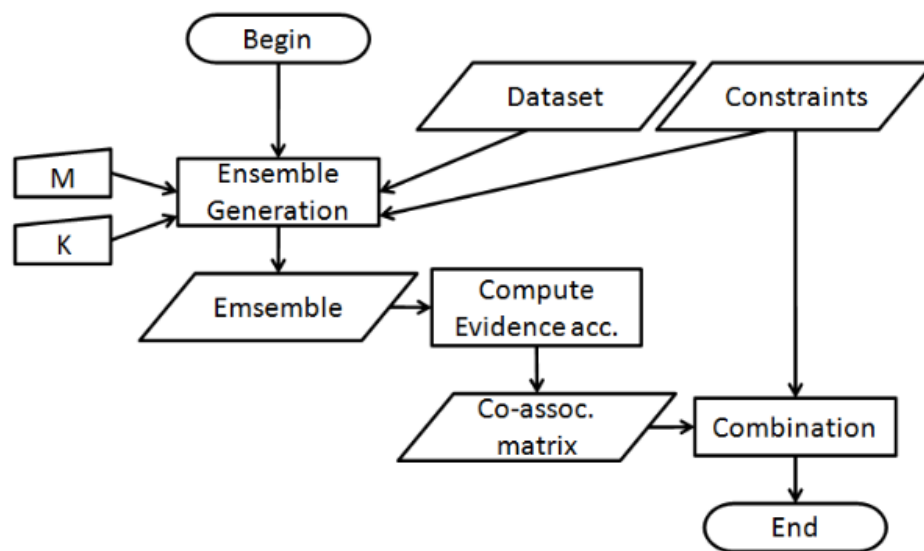 Begin
Dataset
Constraints
M
Ensemble
Generation
K
Emsemble
Compute
Evidence acc.
Co-assoc.
matrix
Combination
End